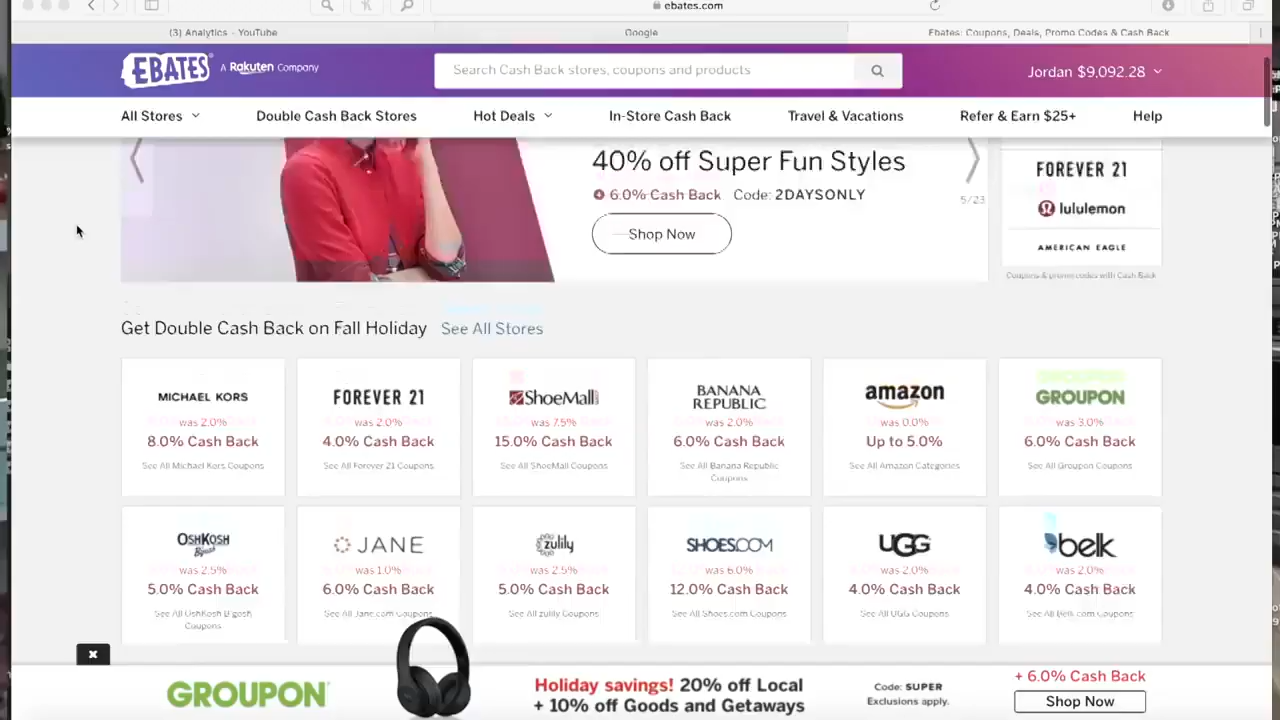 ebates.com
(3) Analytics - YouTube
Google
Ebates: Coupons, Deals, Promo Codes & Cash Back
EBATES A Rakuten Company
Search Cash Back stores, coupons and products
Jordan $9,092.28
All Stores
Double Cash Back Stores
Hot Deals
In-Store Cash Back
Travel & Vacations
Refer & Earn $25+
Help
40% off Super Fun Styles
6.0% Cash Back Code: 2DAYSONLY
Shop Now
5/23
FOREVER 21
lululemon
AMERICAN EAGLE
Coupons & promo codes with Cash Back
Get Double Cash Back on Fall Holiday See All Stores
MICHAEL KORS
was 2.0%
8.0% Cash Back
See All Michael Kors Coupons
FOREVER 21
was 2.0%
4.0% Cash Back
See All Forever 21 Coupons
ShoeMall
was 7.5%
15.0% Cash Back
See All ShoeMall Coupons
BANANA
REPUBLIC
was 2.0%
6.0% Cash Back
See All Banana Republic
Coupons
amazon
was 0.0%
Up to 5.0%
See All Amazon Categories
GROUPON
was 3.0%
6.0% Cash Back
See All Groupon Coupons
OSHKOSH
B'gosh
was 2.5%
5.0% Cash Back
See All OshKosh B'gosh
Coupons
JANE
was 1.0%
6.0% Cash Back
See All Jane.com Coupons
zulily
was 2.5%
5.0% Cash Back
See All zulily Coupons
SHOES.COM
was 6.0%
12.0% Cash Back
See All Shoes.com Coupons
UGG
was 2.0%
4.0% Cash Back
See All UGG Coupons
belk
was 2.0%
4.0% Cash Back
See All Belk.com Coupons
GROUPON
Holiday savings! 20% off Local
+ 10% off Goods and Getaways
Code: SUPER
Exclusions apply.
+ 6.0% Cash Back
Shop Now